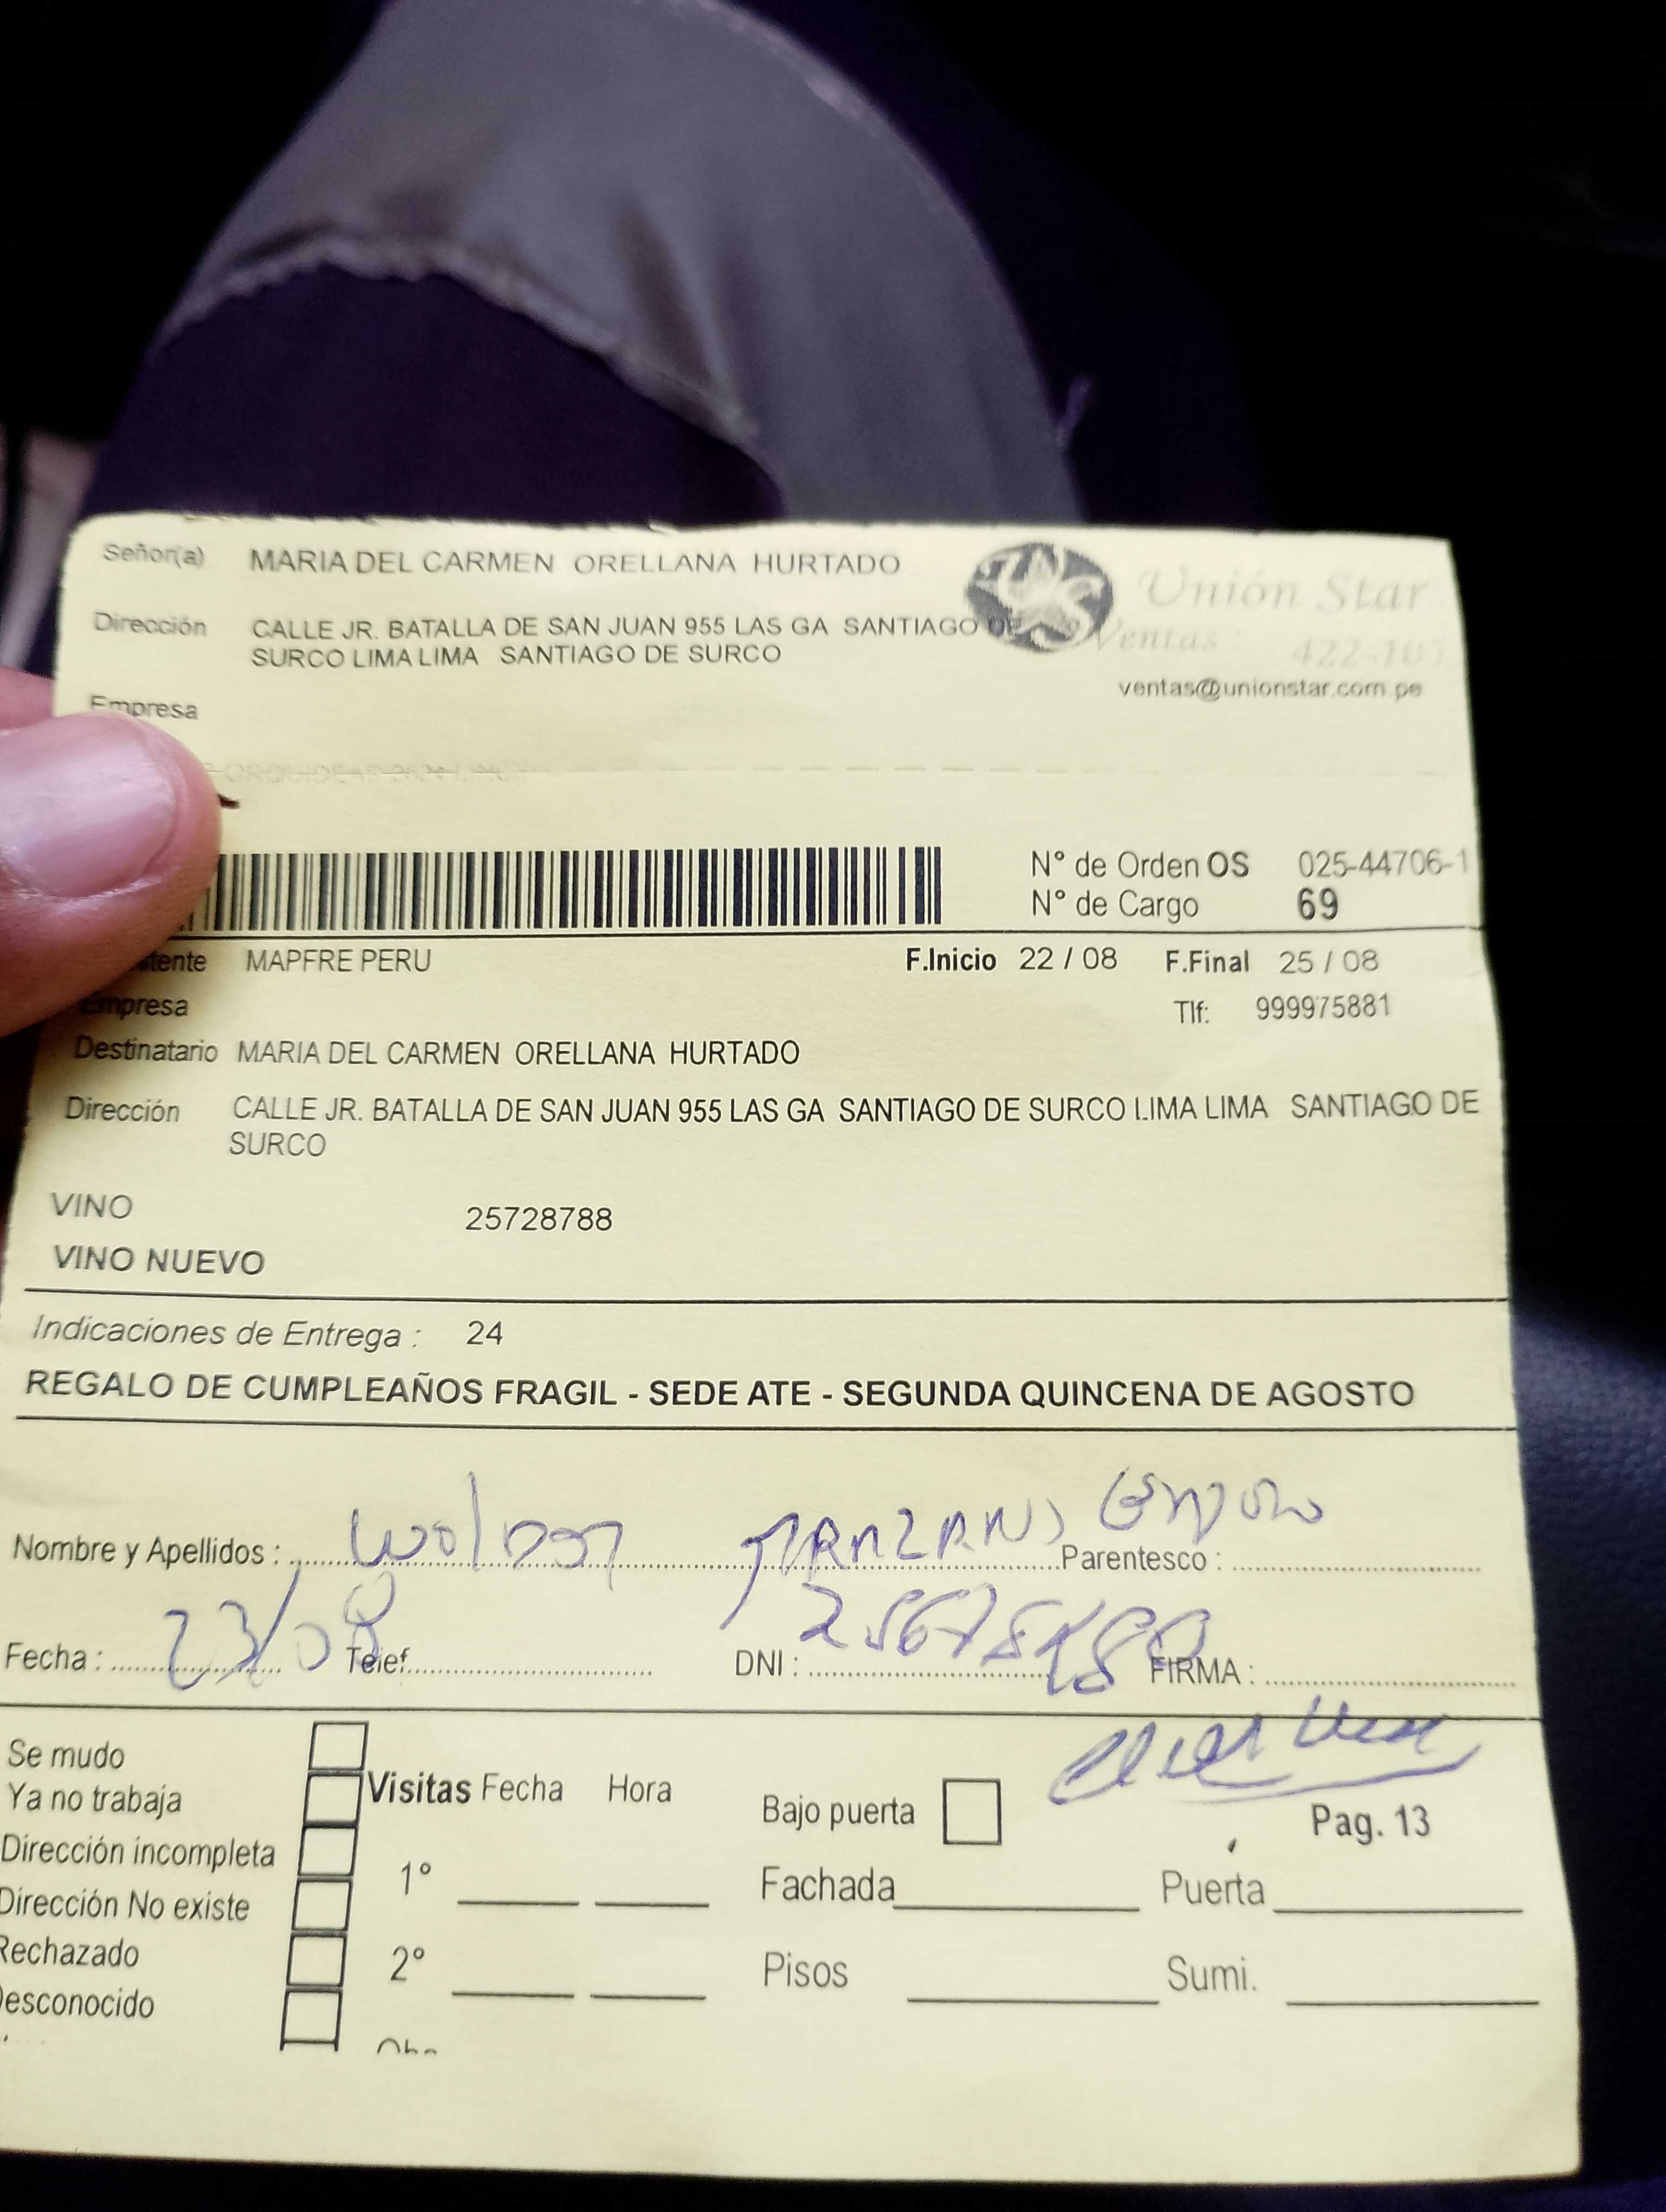 Señor(a) MARIA DEL CARMEN ORELLANA HURTADO
Unión Star
Dirección CALLE JR. BATALLA DE SAN JUAN 955 LAS GA SANTIAGO DE
SURCO LIMA LIMA SANTIAGO DE SURCO
Ventas : 422-103
ventas@unionstar.com.pe
Empresa
N° de Orden OS 025-44706-1
N° de Cargo 69
MAPFRE PERU F.Inicio 22 / 08 F.Final 25 / 08
Empresa Tlf: 999975881
Destinatario MARIA DEL CARMEN ORELLANA HURTADO
Dirección CALLE JR. BATALLA DE SAN JUAN 955 LAS GA SANTIAGO DE SURCO LIMA LIMA SANTIAGO DE
SURCO
VINO 25728788
VINO NUEVO
Indicaciones de Entrega : 24
REGALO DE CUMPLEAÑOS FRAGIL - SEDE ATE - SEGUNDA QUINCENA DE AGOSTO
Nombre y Apellidos : MANZANO Parentesco :
Fecha : 23/08 Telef. DNI : FIRMA :
Se mudo
Ya no trabaja
Dirección incompleta
Dirección No existe
Rechazado
Desconocido
Visitas Fecha Hora
1°
2°
Bajo puerta
Pag. 13
Fachada Puerta
Pisos Sumi.